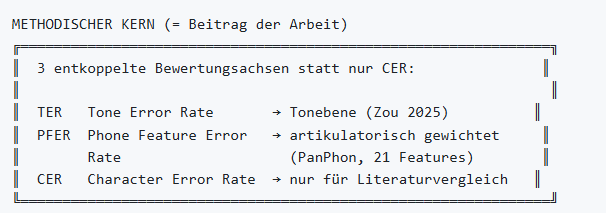 METHODISCHER KERN (= Beitrag der Arbeit)
3 entkoppelte Bewertungsachsen statt nur CER:
TER Tone Error Rate → Tonebene (Zou 2025)
PFER Phone Feature Error → artikulatorisch gewichtet
Rate (PanPhon, 21 Features)
CER Character Error Rate → nur für Literaturvergleich